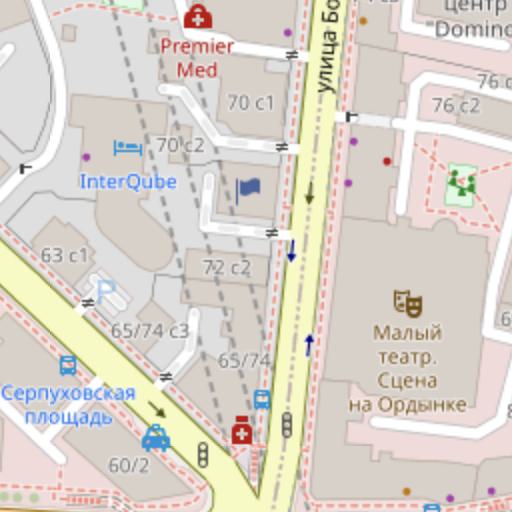 центр
"Domino
улица Бо
Premier
Med
70 с1
76 с
76 с2
70 с2
InterQube
63 с1
72 с2
P
65/74 с3
65/74
Малый
театр.
Сцена
на Ордынке
Серпуховская
площадь
60/2